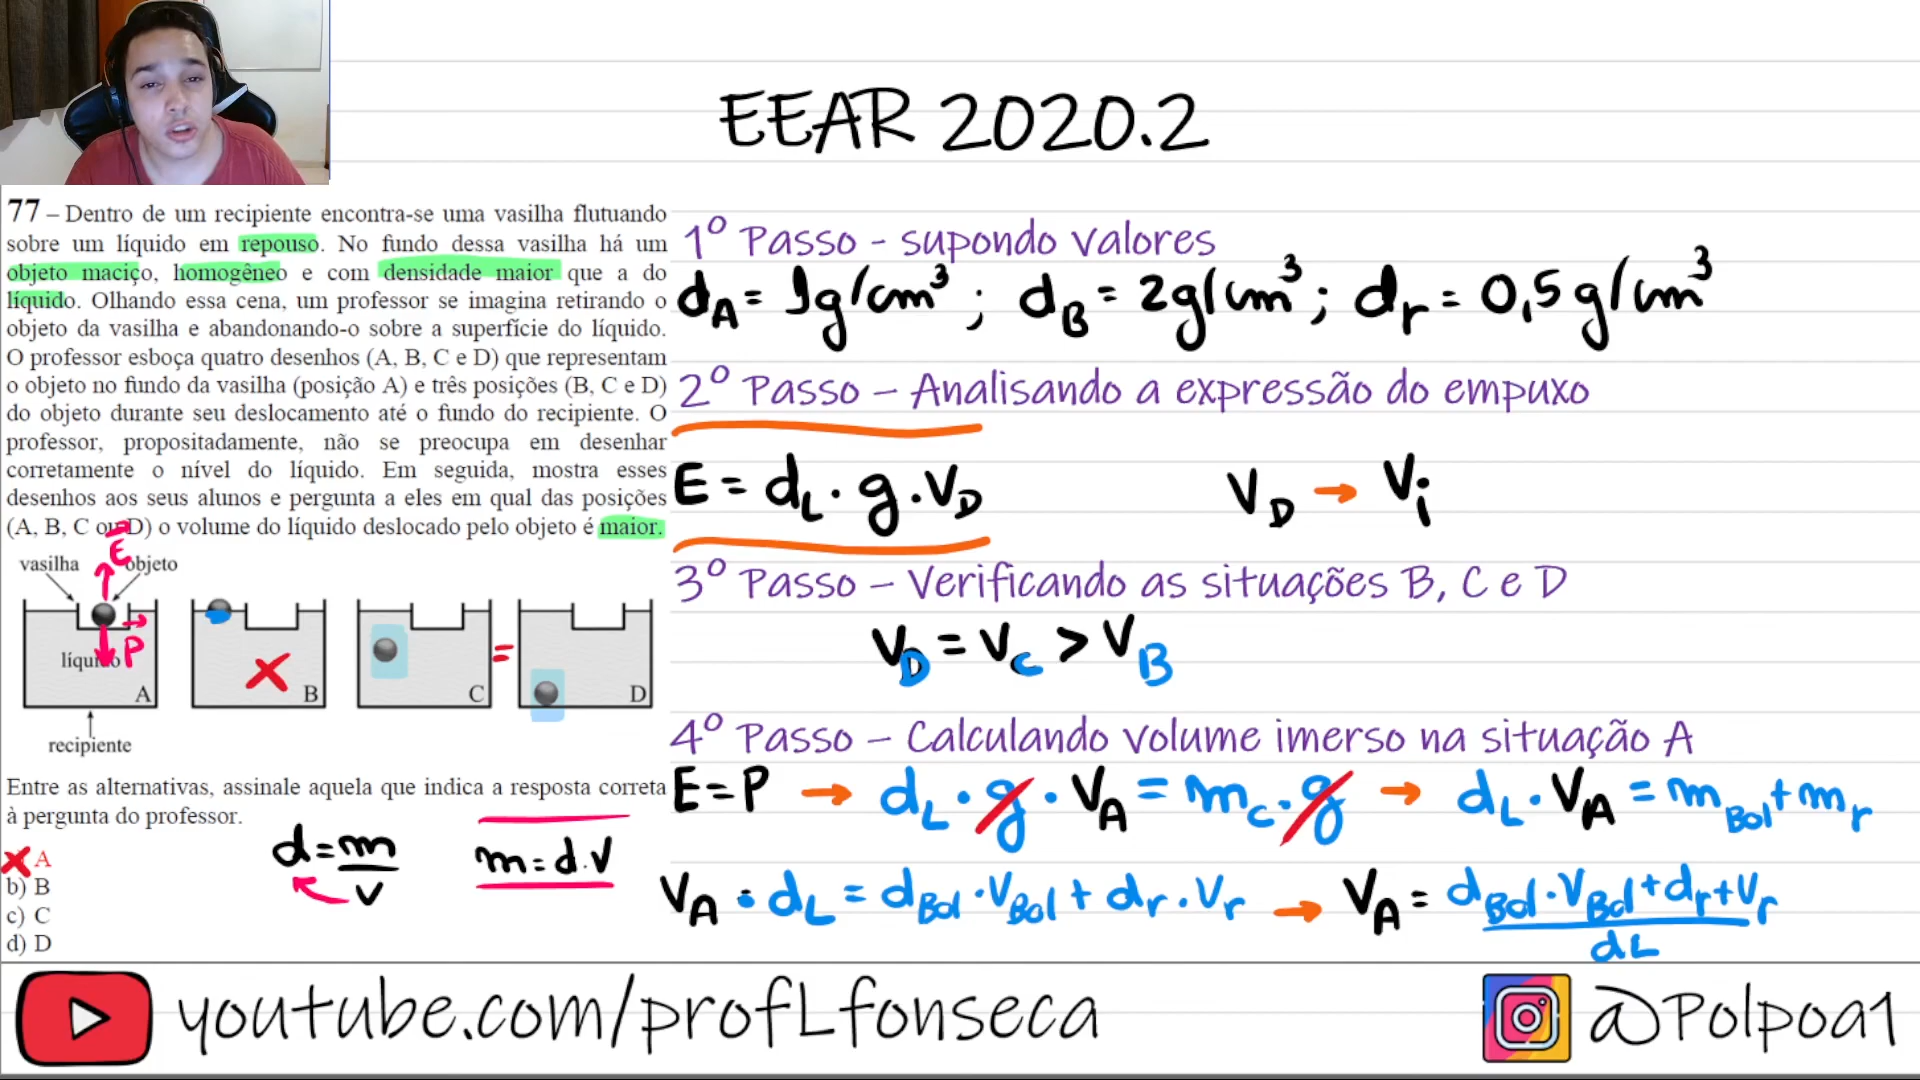 EEAR 2020.2
77 – Dentro de um recipiente encontra-se uma vasilha flutuando
sobre um líquido em repouso. No fundo dessa vasilha há um
objeto maciço, homogêneo e com densidade maior que a do
líquido. Olhando essa cena, um professor se imagina retirando o
objeto da vasilha e abandonando-o sobre a superfície do líquido.
O professor esboça quatro desenhos (A, B, C e D) que representam
o objeto no fundo da vasilha (posição A) e três posições (B, C e D)
do objeto durante seu deslocamento até o fundo do recipiente. O
professor, propositadamente, não se preocupa em desenhar
corretamente o nível do líquido. Em seguida, mostra esses
desenhos aos seus alunos e pergunta a eles em qual das posições
(A, B, C ou D) o volume do líquido deslocado pelo objeto é maior.
vasilha E objeto
P
líquido A B C = D
recipiente
Entre as alternativas, assinale aquela que indica a resposta correta
à pergunta do professor.
A
b) B
c) C
d) D
d = m/V
m = d.V
1º Passo - supondo valores
dA = 1g/cm³ ; dB = 2g/cm³ ; dr = 0,5g/cm³
2º Passo – Analisando a expressão do empuxo
E = dL . g . VD VD → Vi
3º Passo – Verificando as situações B, C e D
VD = VC > VB
4º Passo – Calculando volume imerso na situação A
E = P → dL . g . VA = mc . g → dL . VA = mBol + mr
VA . dL = dBol . VBol + dr . Vr → VA = dBol . VBol + dr + Vr
dL
youtube.com/profLfonseca @Polpoa1